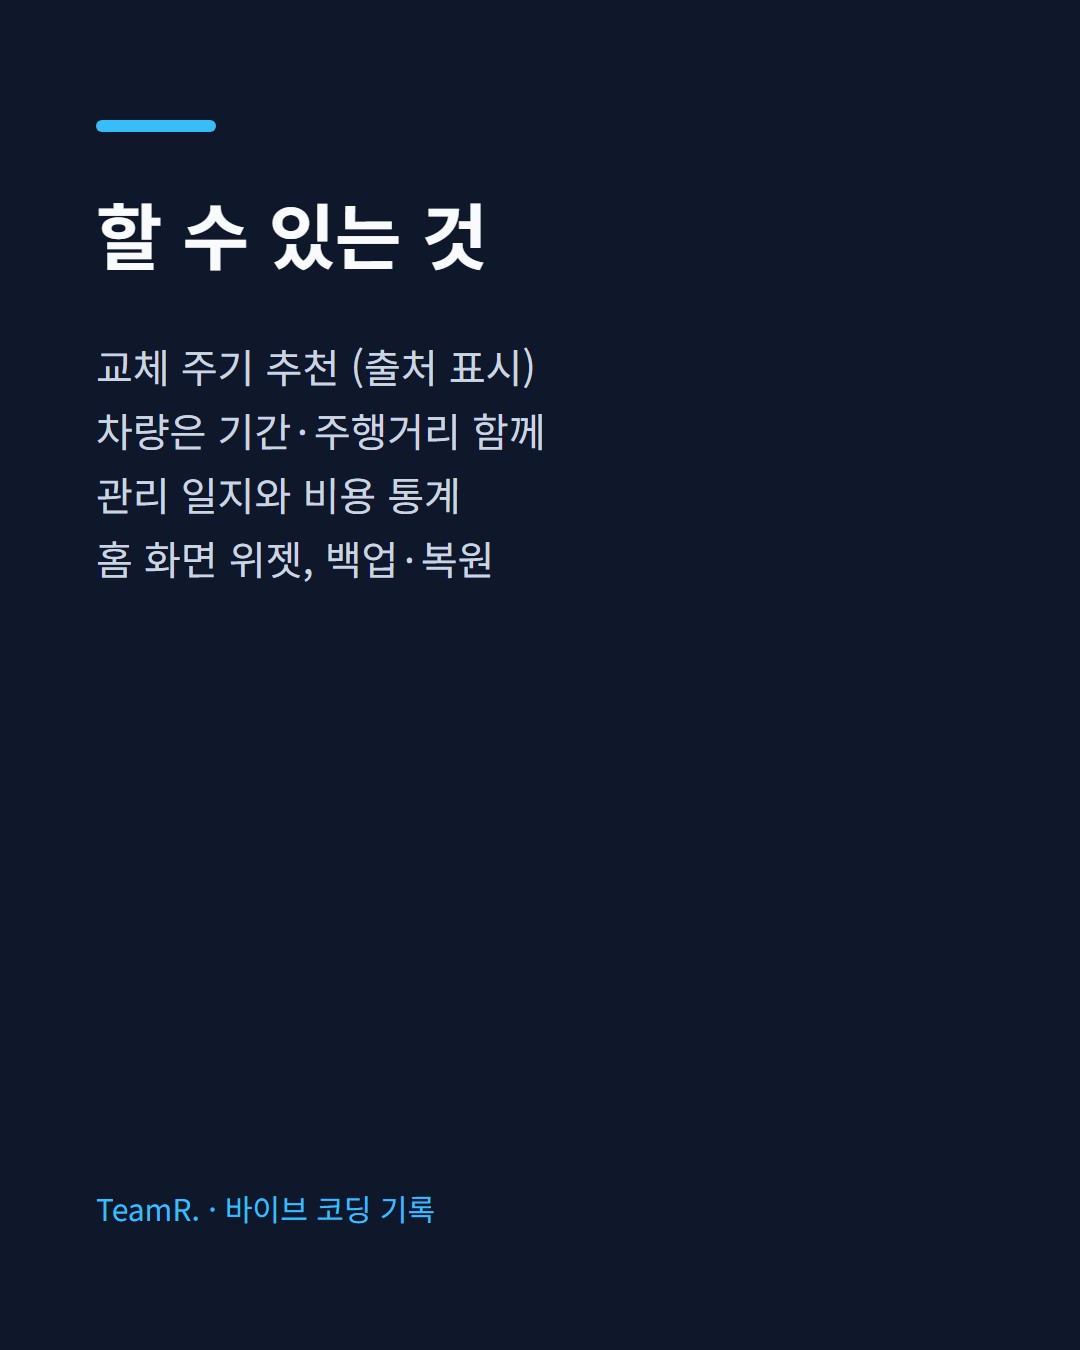 할 수 있는 것
교체 주기 추천 (출처 표시)
차량은 기간·주행거리 함께
관리 일지와 비용 통계
홈 화면 위젯, 백업·복원
TeamR. · 바이브 코딩 기록